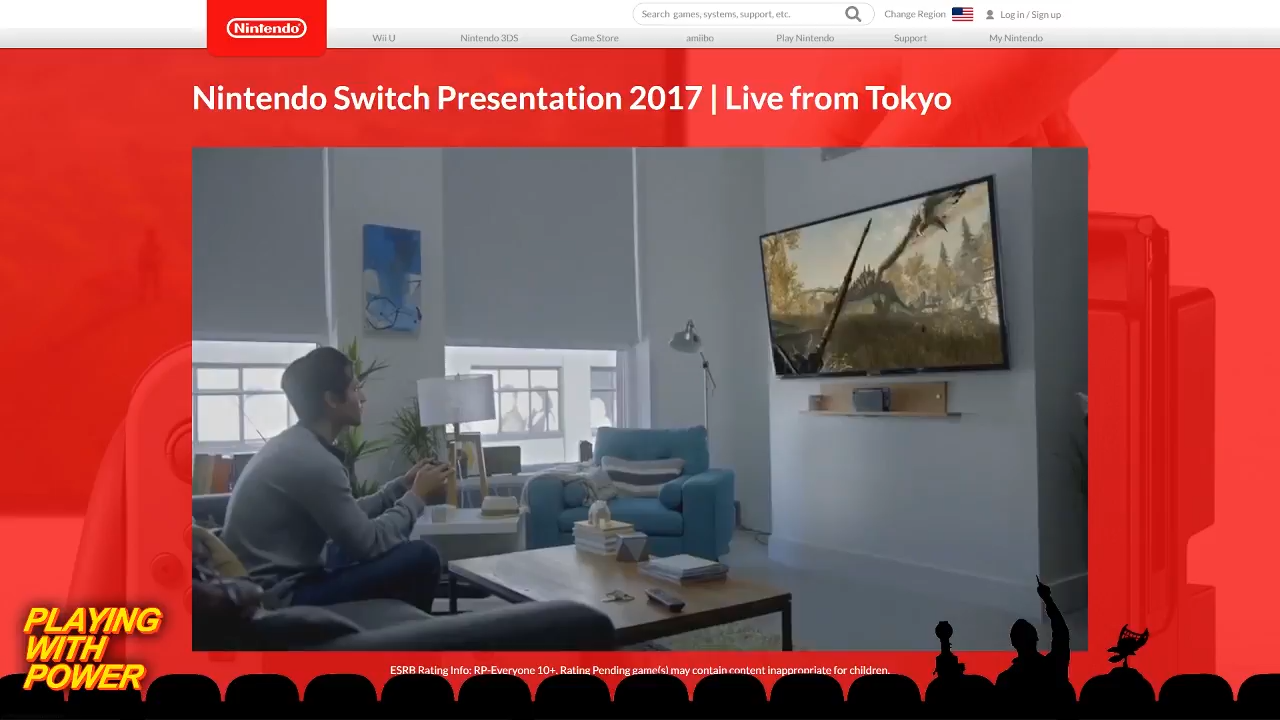 Nintendo
Search games, systems, support, etc.
Change Region
Log in / Sign up
Wii U
Nintendo 3DS
Game Store
amiibo
Play Nintendo
Support
My Nintendo
Nintendo Switch Presentation 2017 | Live from Tokyo
ESRB Rating Info: RP-Everyone 10+, Rating Pending game(s) may contain content inappropriate for children.
PLAYING
WITH
POWER